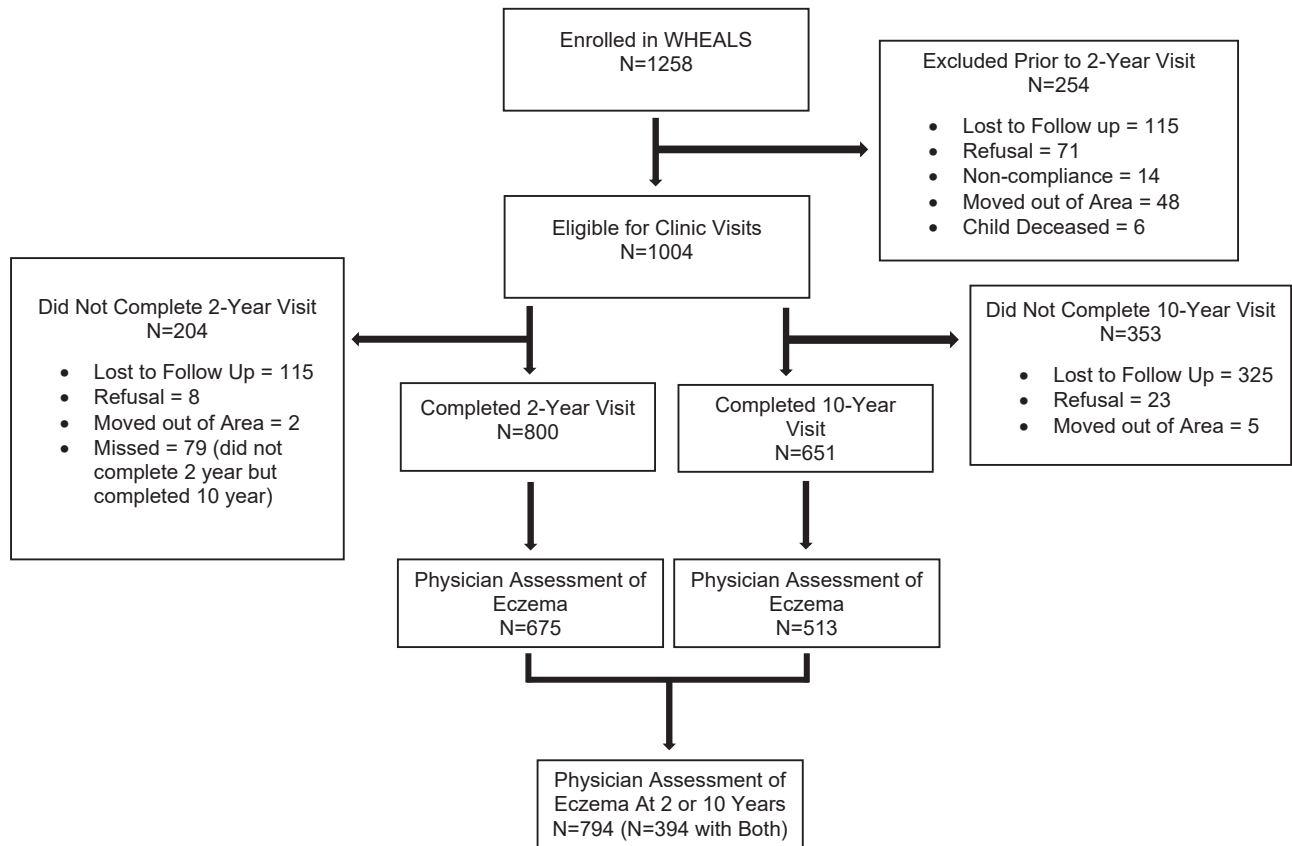 Enrolled in WHEALS
N=1258
Excluded Prior to 2-Year Visit
N=254
• Lost to Follow up = 115
• Refusal = 71
• Non-compliance = 14
• Moved out of Area = 48
• Child Deceased = 6
Eligible for Clinic Visits
N=1004
Did Not Complete 2-Year Visit
N=204
• Lost to Follow Up = 115
• Refusal = 8
• Moved out of Area = 2
• Missed = 79 (did not
complete 2 year but
completed 10 year)
Did Not Complete 10-Year Visit
N=353
• Lost to Follow Up = 325
• Refusal = 23
• Moved out of Area = 5
Completed 2-Year Visit
N=800
Completed 10-Year
Visit
N=651
Physician Assessment of
Eczema
N=675
Physician Assessment of
Eczema
N=513
Physician Assessment of
Eczema At 2 or 10 Years
N=794 (N=394 with Both)